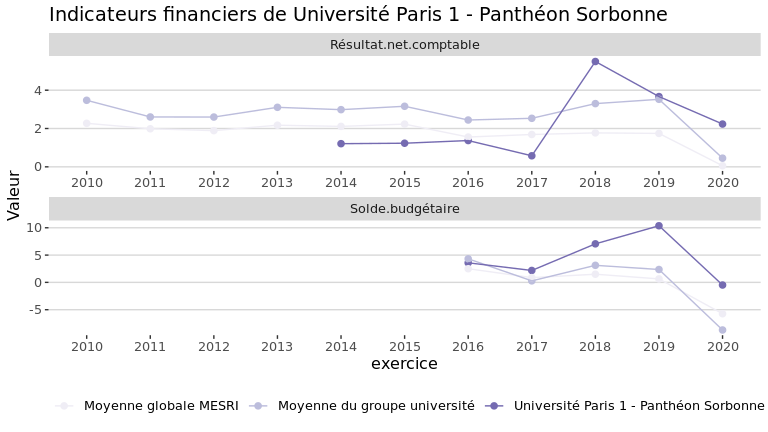 Indicateurs financiers de Université Paris 1 - Panthéon Sorbonne
Résultat.net.comptable
4
2
0
2010 2011 2012 2013 2014 2015 2016 2017 2018 2019 2020
Valeur
Solde.budgétaire
10
5
0
-5
2010 2011 2012 2013 2014 2015 2016 2017 2018 2019 2020
exercice
Moyenne globale MESRI Moyenne du groupe université Université Paris 1 - Panthéon Sorbonne